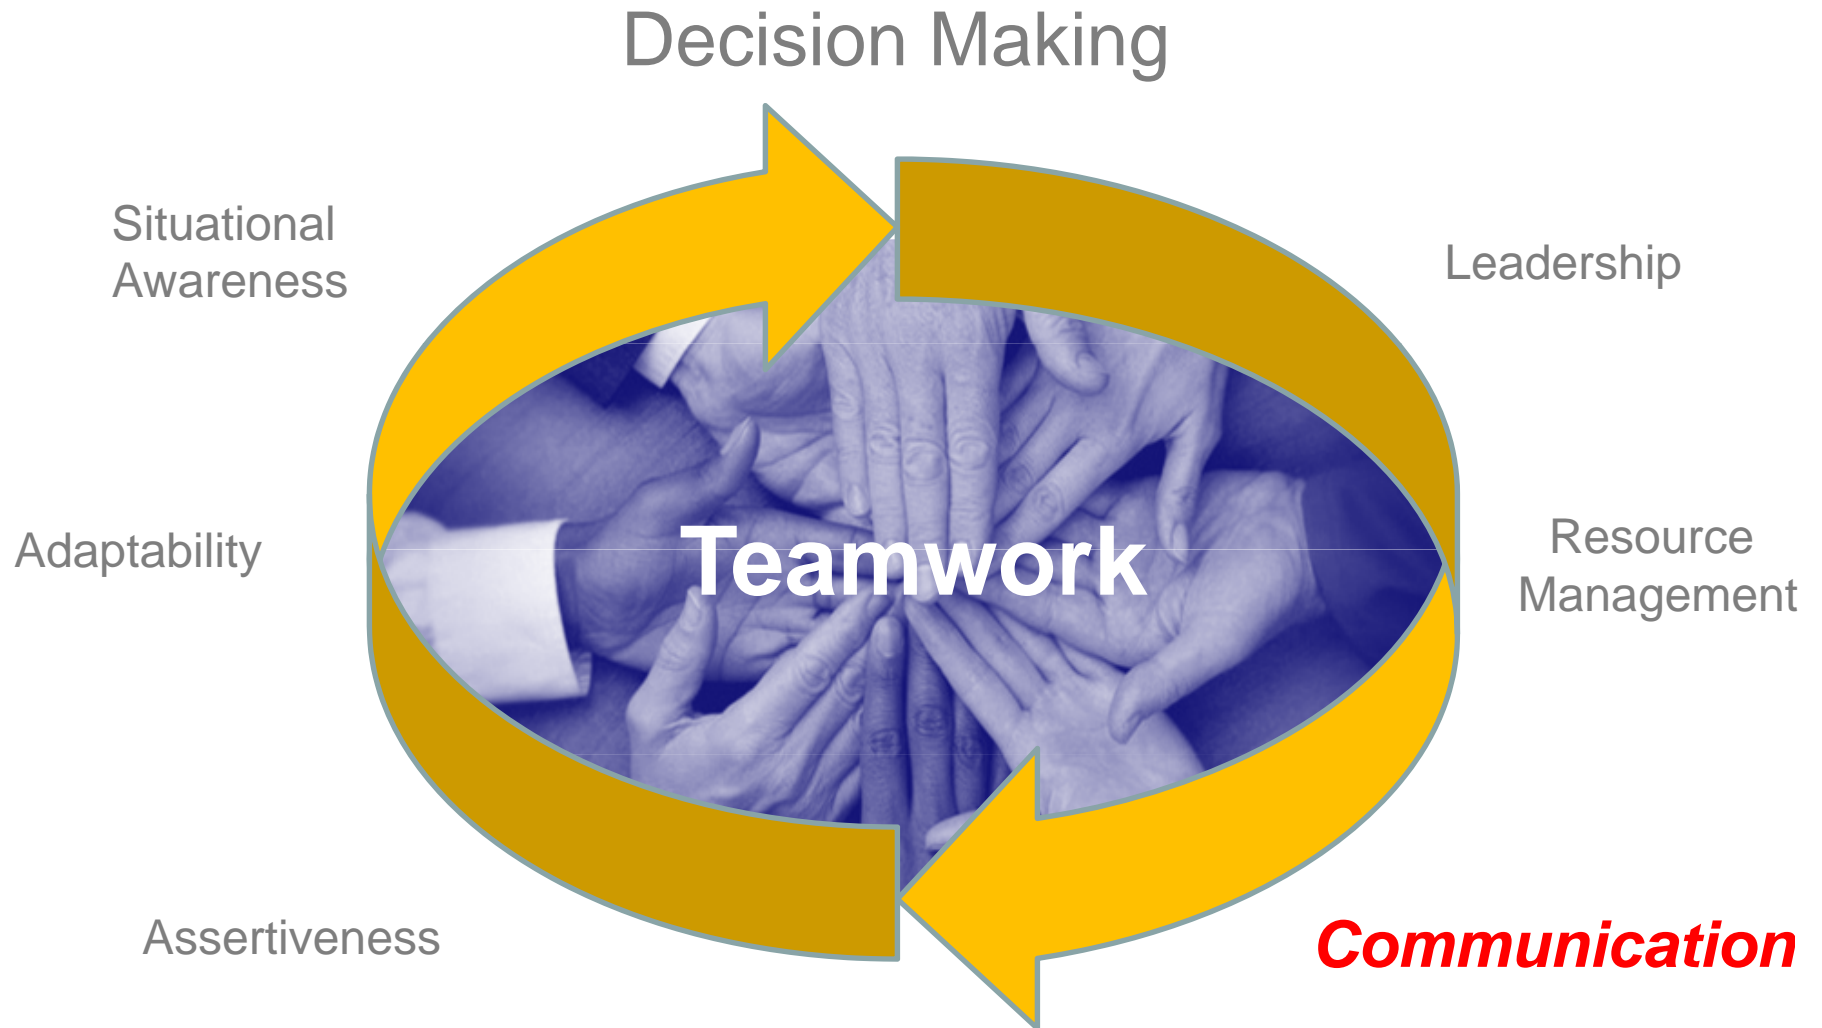 Decision Making
Situational
Awareness
Leadership
Adaptability
Teamwork
Resource
Management
Assertiveness
Communication